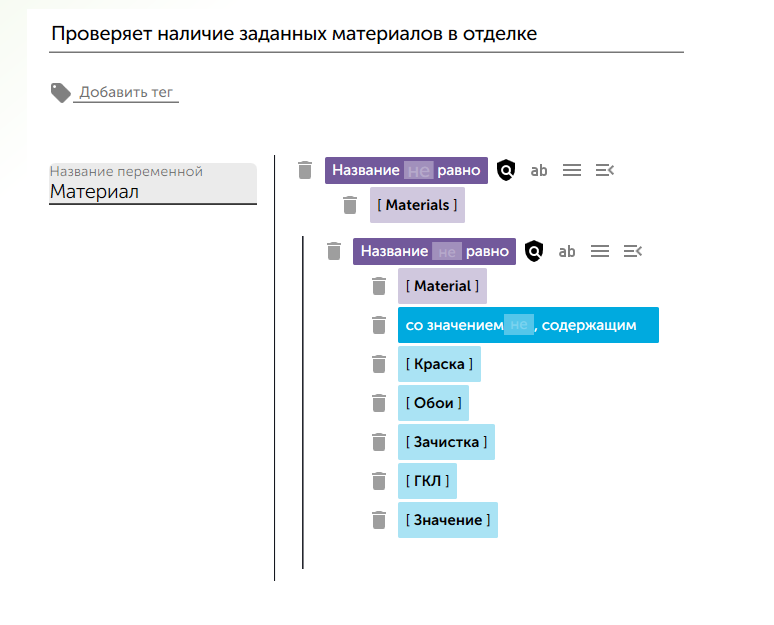 Проверяет наличие заданных материалов в отделке
Добавить тег
Название переменной
Материал
Название не равно
ab
[ Materials ]
Название не равно
ab
[ Material ]
со значением не , содержащим
[ Краска ]
[ Обои ]
[ Зачистка ]
[ ГКЛ ]
[ Значение ]